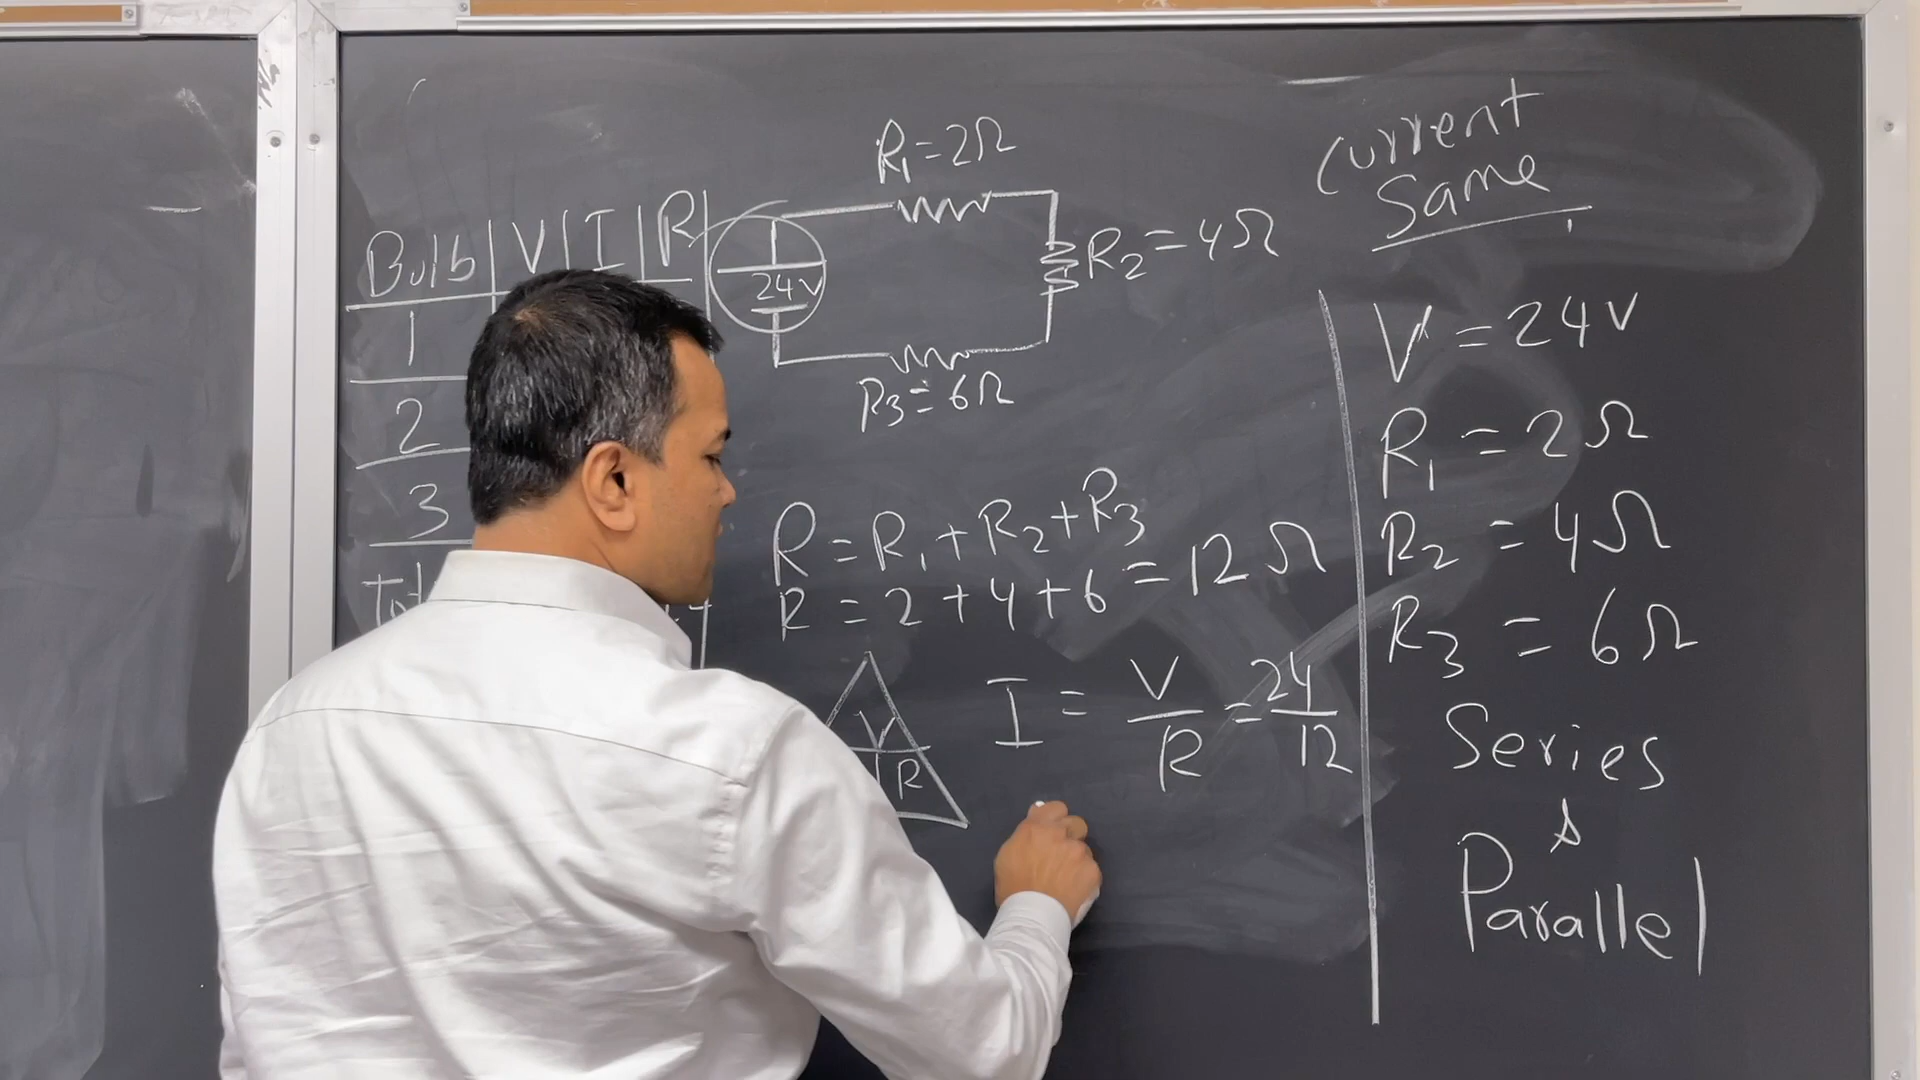 Bulb V I R
1
2
3
Tot
R₁=2Ω
24V
R₂=4Ω
R₃=6Ω
R=R₁+R₂+R₃
R=2+4+6=12Ω
V
R
I=V/R=24/12
Current
Same
V=24V
R₁=2Ω
R₂=4Ω
R₃=6Ω
Series
Parallel